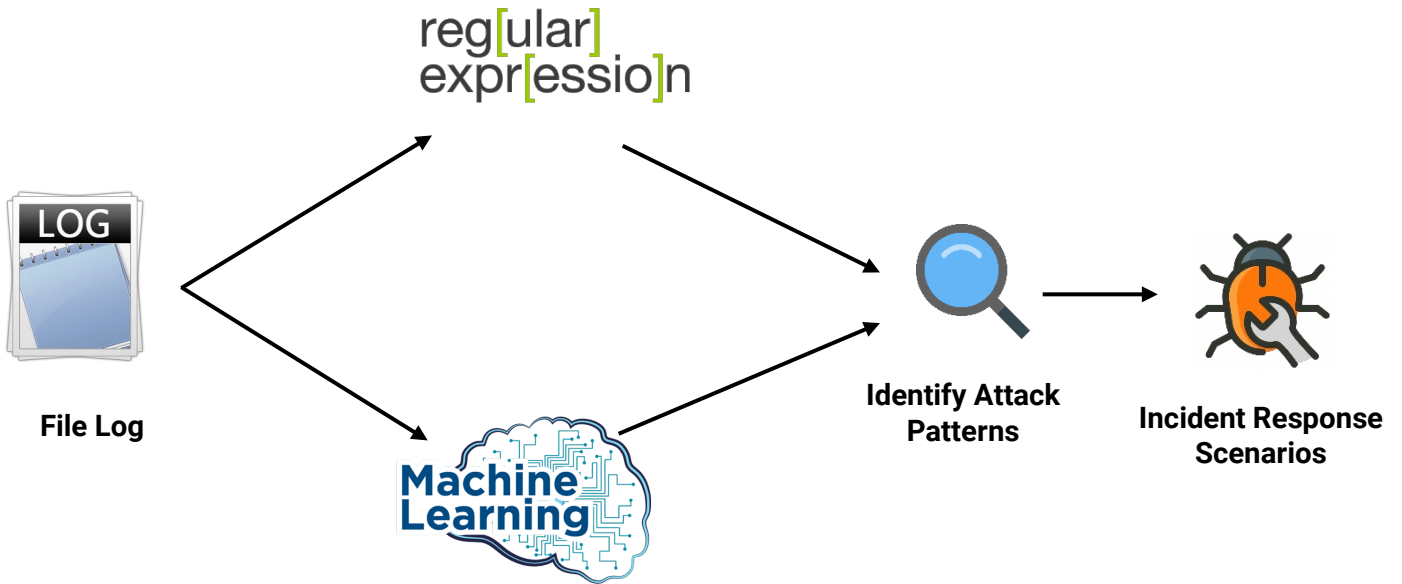 reg[ular]
expr[essio]n
LOG
File Log
Machine
Learning
Identify Attack
Patterns
Incident Response
Scenarios